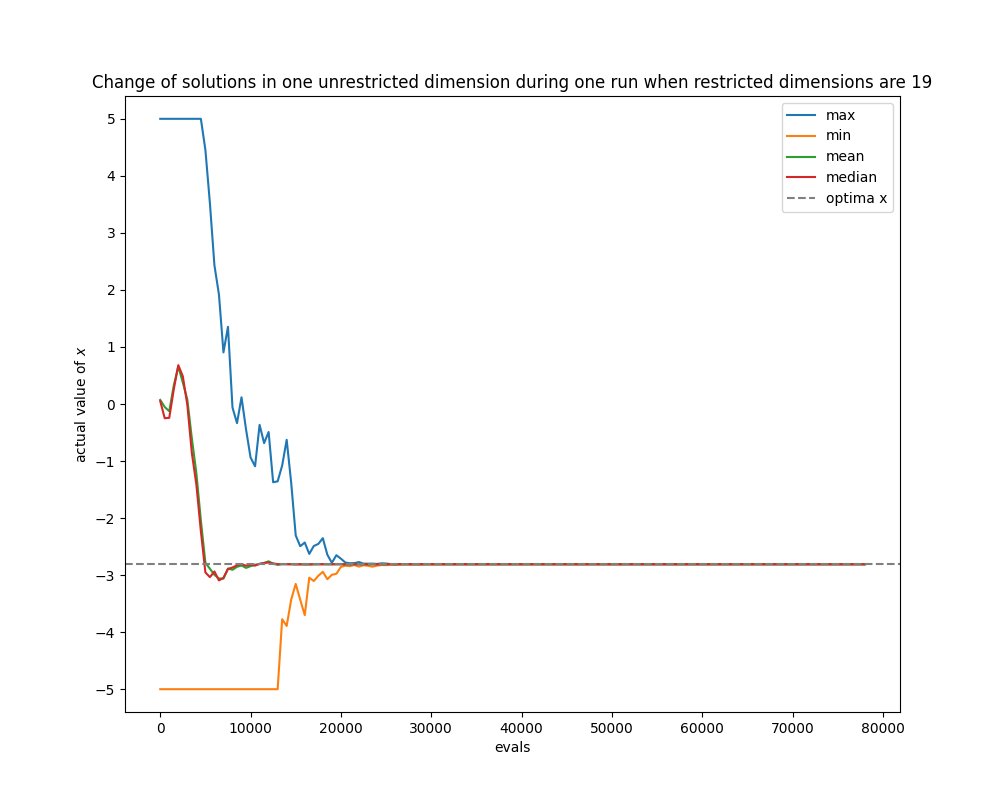 Change of solutions in one unrestricted dimension during one run when restricted dimensions are 19
max
min
mean
median
optima x
5
4
3
2
1
0
−1
−2
−3
−4
−5
actual value of x
0 10000 20000 30000 40000 50000 60000 70000 80000
evals